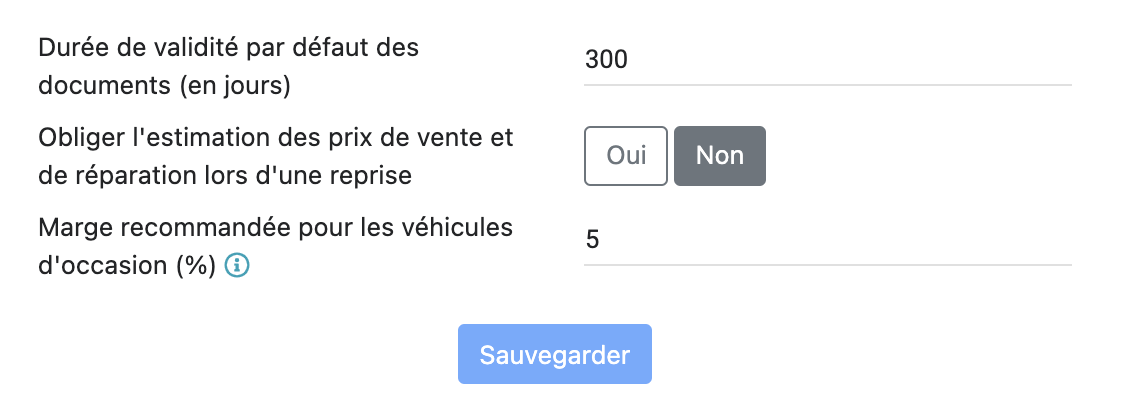 Durée de validité par défaut des
documents (en jours)
300
Obliger l'estimation des prix de vente et
de réparation lors d'une reprise
Oui
Non
Marge recommandée pour les véhicules
d'occasion (%)
5
Sauvegarder